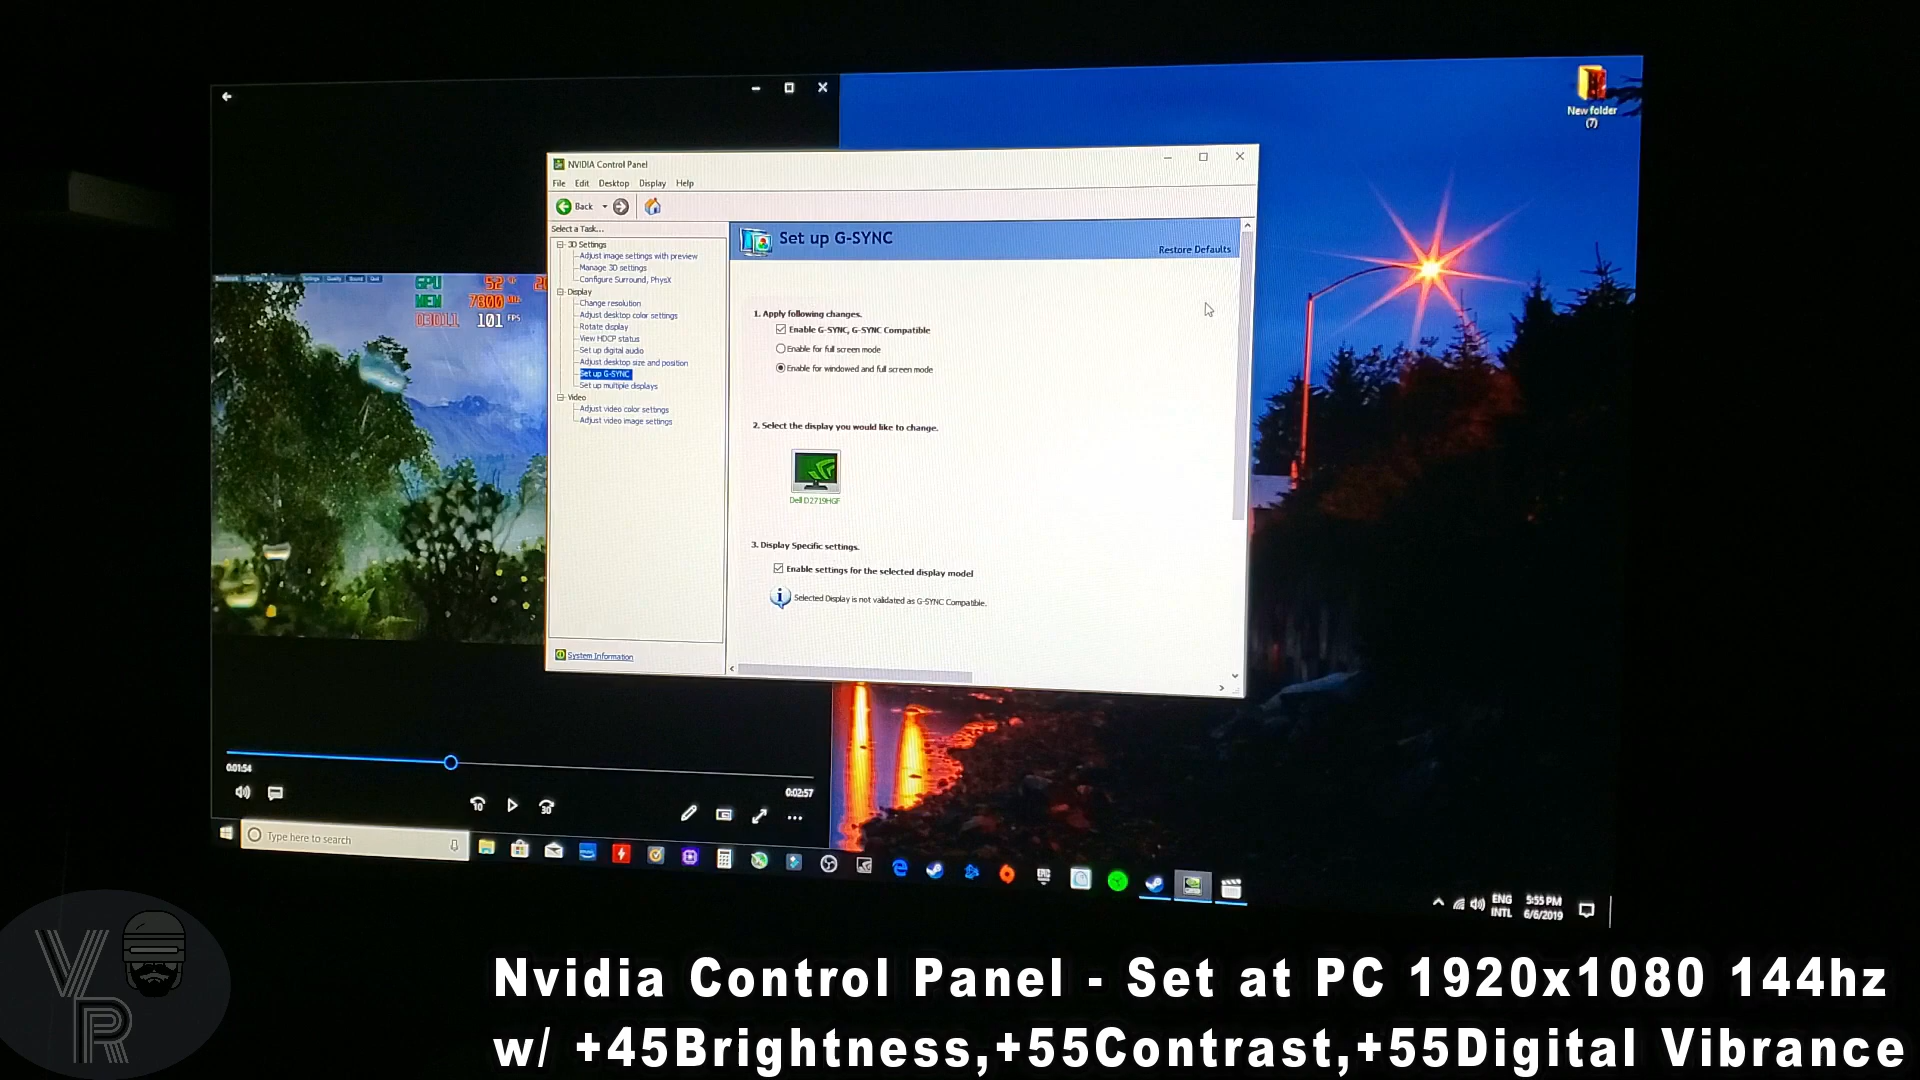 New folder
(7)
NVIDIA Control Panel
File Edit Desktop Display Help
Back
Select a Task...
3D Settings
Adjust image settings with preview
Manage 3D settings
Configure Surround, PhysX
Display
Change resolution
Adjust desktop color settings
Rotate display
View HDCP status
Set up digital audio
Adjust desktop size and position
Set up G-SYNC
Set up multiple displays
Video
Adjust video color settings
Adjust video image settings
System Information
Set up G-SYNC
Restore Defaults
1. Apply following changes.
Enable G-SYNC, G-SYNC Compatible
Enable for full screen mode
Enable for windowed and full screen mode
2. Select the display you would like to change.
Dell D2719HGF
3. Display Specific settings.
Enable settings for the selected display model
Selected Display is not validated as G-SYNC Compatible.
GPU 52
MEM 7800
D3D11 101 FPS
0:01:54
0:02:57
10
30
Type here to search
EPIC
ENG
INTL
5:55 PM
6/6/2019
VR
Nvidia Control Panel - Set at PC 1920x1080 144hz
w/ +45Brightness,+55Contrast,+55Digital Vibrance